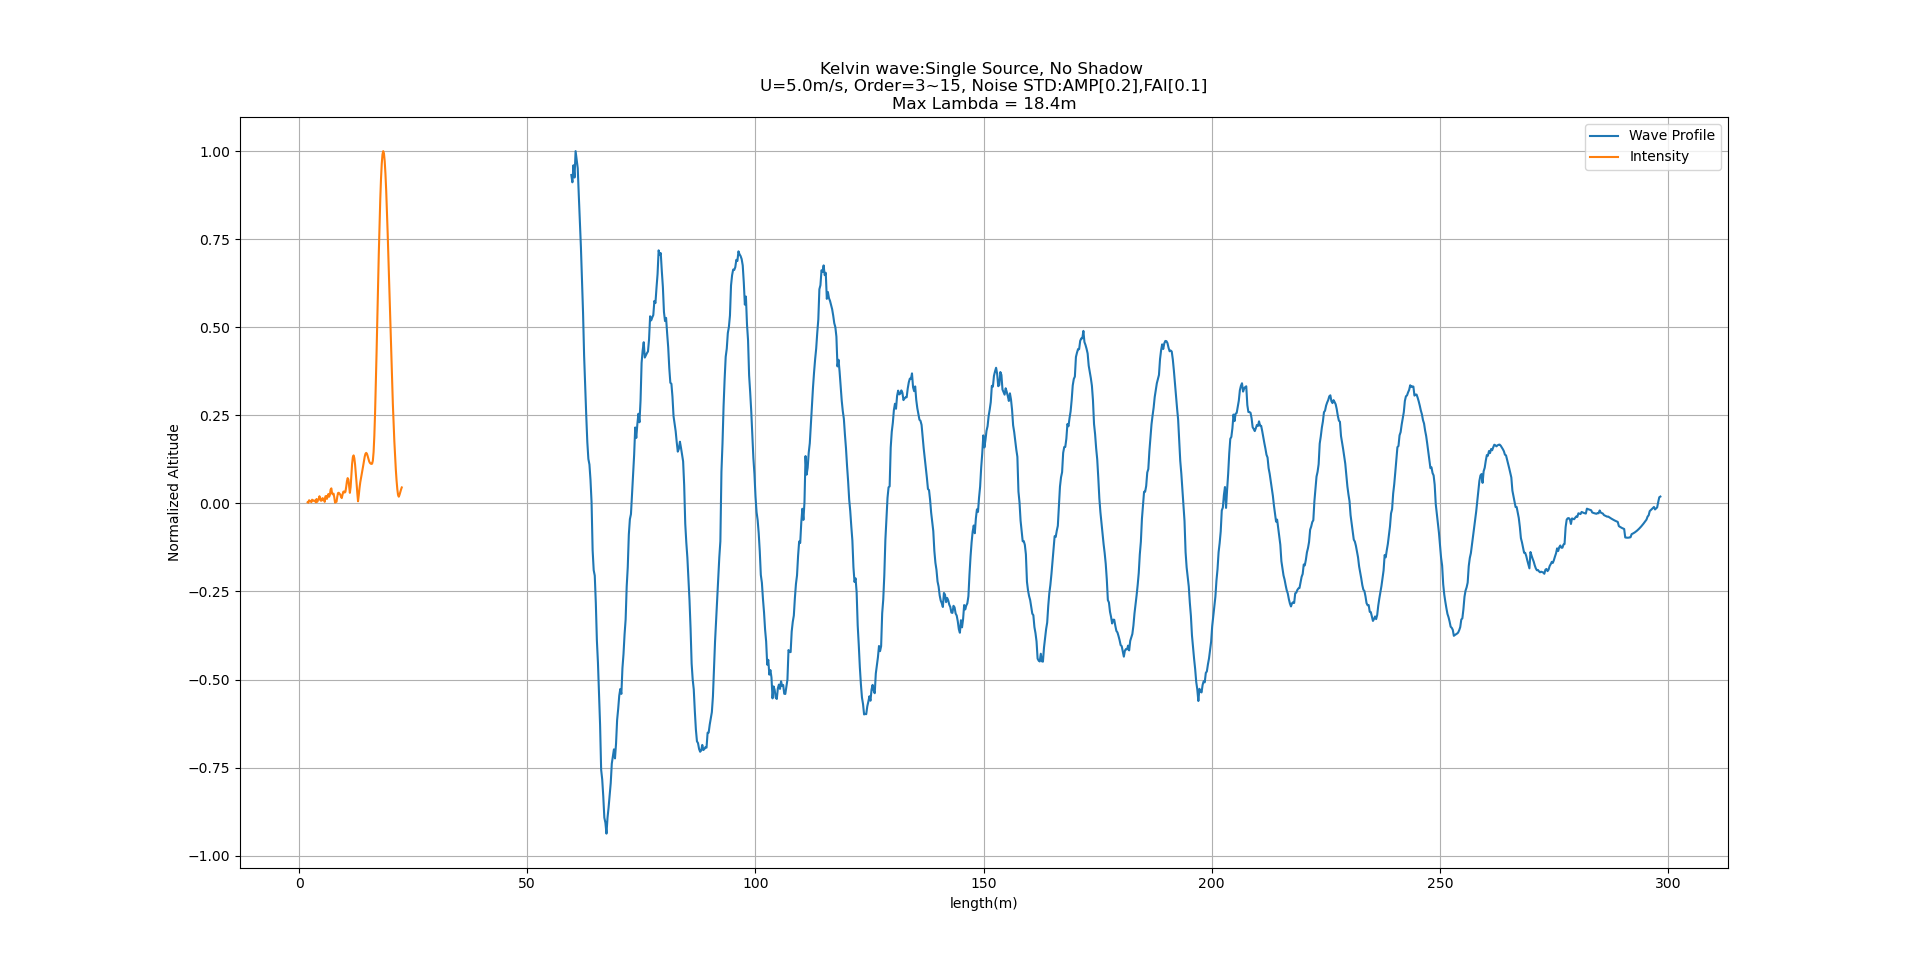 Kelvin wave:Single Source, No Shadow
U=5.0m/s, Order=3~15, Noise STD:AMP[0.2],FAI[0.1]
Max Lambda = 18.4m
Wave Profile
Intensity
Normalized Altitude
1.00
0.75
0.50
0.25
0.00
−0.25
−0.50
−0.75
−1.00
0 50 100 150 200 250 300
length(m)